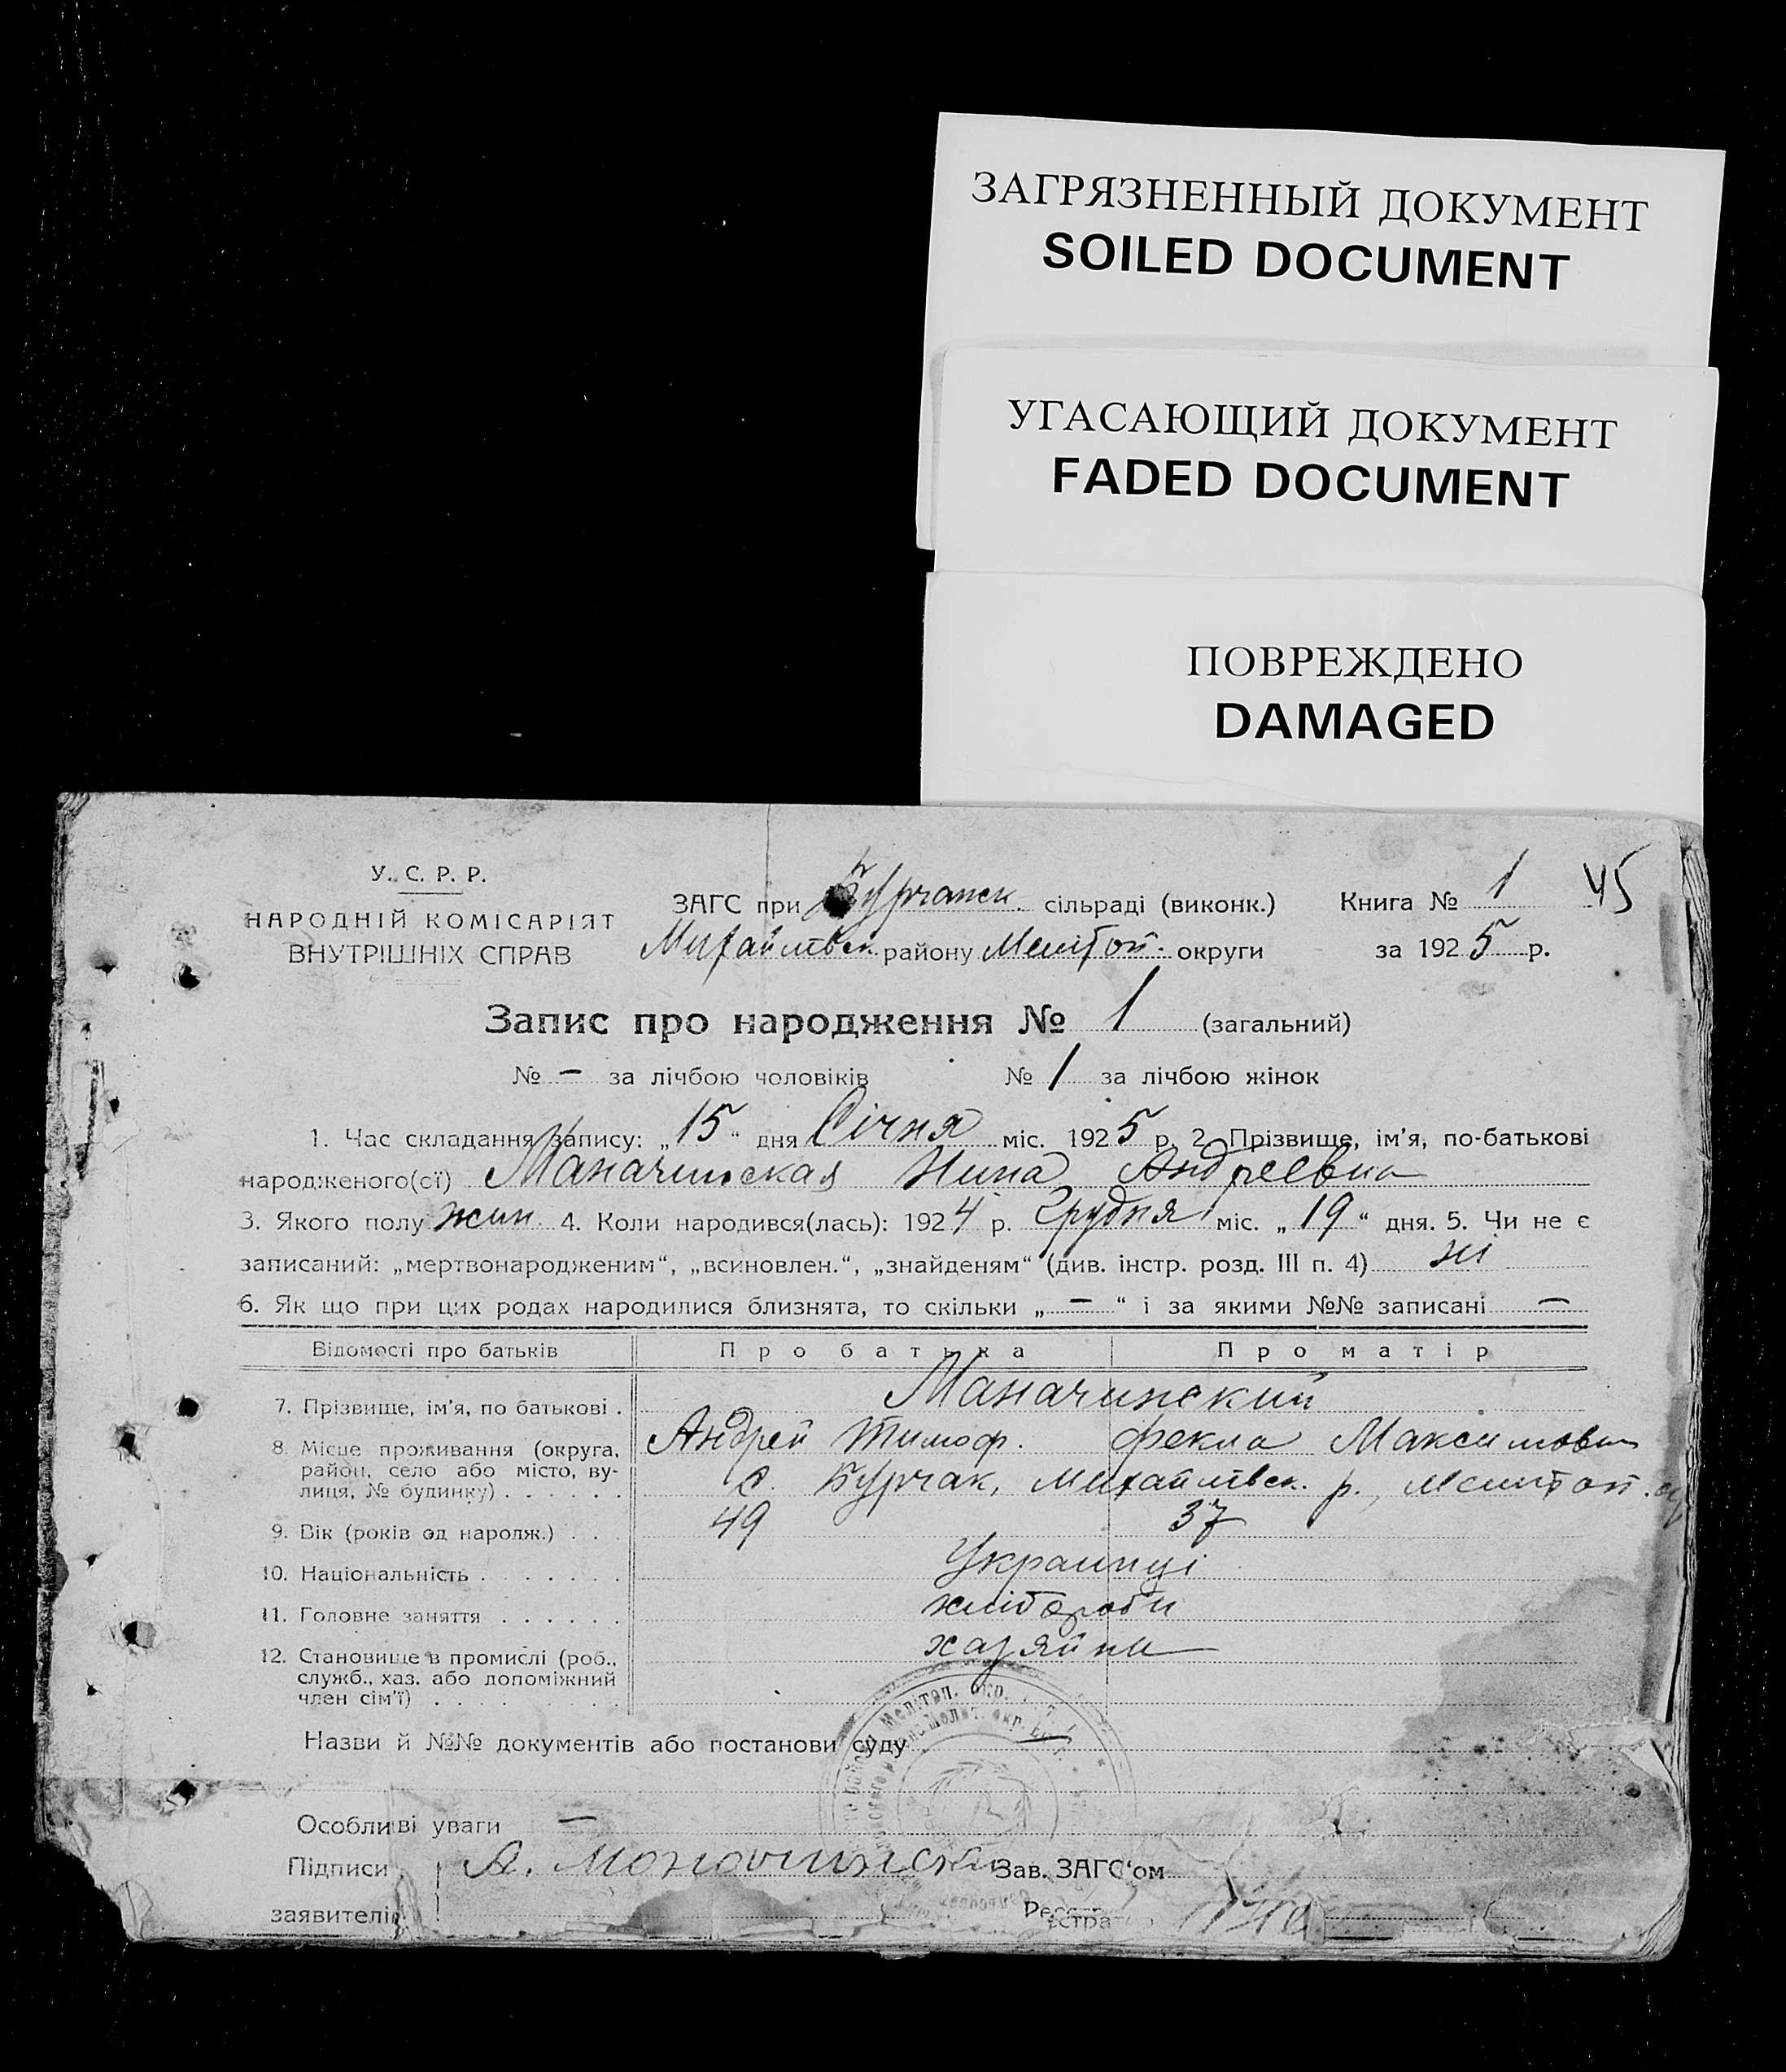 ЗАГРЯЗНЕННЫЙ ДОКУМЕНТ
SOILED DOCUMENT
УГАСАЮЩИЙ ДОКУМЕНТ
FADED DOCUMENT
ПОВРЕЖДЕНО
DAMAGED
У. С. Р. Р.
НАРОДНІЙ КОМІСАРІЯТ
ВНУТРІШНІХ СПРАВ
ЗАГС при Бурчанск. сільраді (виконк.) Книга № 1 45
Михайлівск. району Мелітоп. округи за 1925 р.
Запис про народження № 1 (загальний)
№ — за лічбою чоловіків № 1 за лічбою жінок
1. Час складання запису: „15“ дня Січня міс. 1925 р. 2. Прізвище, ім'я, по-батькові
народженого(сї) Маначинская Нина Андреевна
3. Якого полу жин. 4. Коли народився(лась): 1924 р. Грудня міс. „19“ дня. 5. Чи не є
записаний: „мертвонародженим“, „всиновлен.“, „знайденям“ (див. інстр. розд. III п. 4) ні
6. Як що при цих родах народилися близнята, то скільки „—“ і за якими №№ записані —
Відомості про батьків Про батька Про матір
7. Прізвище, ім'я, по батькові . Маначинский
Андрей Тимоф. Фекла Максимовн
8. Місце проживання (округа,
район, село або місто, ву-
лиця, № будинку) . . . . . . с. Бурчак, Михайлівск. р., Мелітоп.
9. Вік (років од народж.) . . . 49 37
10. Національність . . . . . . . Украинці
11. Головне заняття . . . . . . хлібороби
12. Становище в промислі (роб.,
служб., хаз. або допоміжний
член сім'ї) . . . . хазяйни
Назви й №№ документів або постанови суду
Особливі уваги —
Підписи А. Моночинский Зав. ЗАГС'ом
заявителів